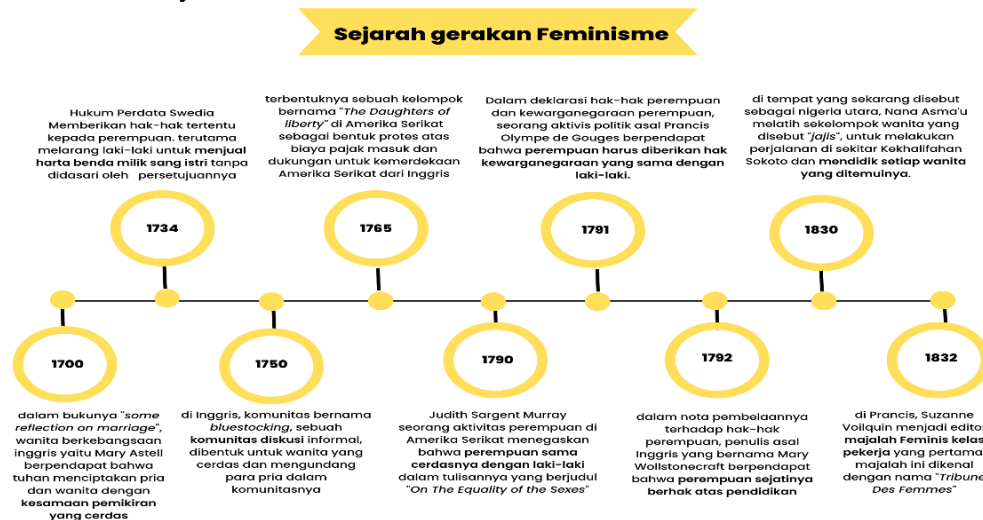 Sejarah gerakan Feminisme
Hukum Perdata Swedia
Memberikan hak-hak tertentu
kepada perempuan. terutama
melarang laki-laki untuk menjual
harta benda milik sang istri tanpa
didasari oleh persetujuannya
terbentuknya sebuah kelompok
bernama "The Daughters of
liberty" di Amerika Serikat
sebagai bentuk protes atas
biaya pajak masuk dan
dukungan untuk kemerdekaan
Amerika Serikat dari Inggris
Dalam deklarasi hak-hak perempuan
dan kewarganegaraan perempuan,
seorang aktivis politik asal Prancis
Olympe de Gouges berpendapat
bahwa perempuan harus diberikan hak
kewarganegaraan yang sama dengan
laki-laki.
di tempat yang sekarang disebut
sebagai nigeria utara, Nana Asma'u
melatih sekelompok wanita yang
disebut "jajis", untuk melakukan
perjalanan di sekitar Kekhalifahan
Sokoto dan mendidik setiap wanita
yang ditemuinya.
1734
1765
1791
1830
1700
1750
1790
1792
1832
dalam bukunya "some
reflection on marriage",
wanita berkebangsaan
inggris yaitu Mary Astell
berpendapat bahwa
tuhan menciptakan pria
dan wanita dengan
kesamaan pemikiran
yang cerdas
di Inggris, komunitas bernama
bluestocking, sebuah
komunitas diskusi informal,
dibentuk untuk wanita yang
cerdas dan mengundang
para pria dalam
komunitasnya
Judith Sargent Murray
seorang aktivitas perempuan di
Amerika Serikat menegaskan
bahwa perempuan sama
cerdasnya dengan laki-laki
dalam tulisannya yang berjudul
"On The Equality of the Sexes"
dalam nota pembelaannya
terhadap hak-hak
perempuan, penulis asal
Inggris yang bernama Mary
Wollstonecraft berpendapat
bahwa perempuan sejatinya
berhak atas pendidikan
di Prancis, Suzanne
Voilquin menjadi editor
majalah Feminis kelas
pekerja yang pertama
majalah ini dikenal
dengan nama "Tribune
Des Femmes"